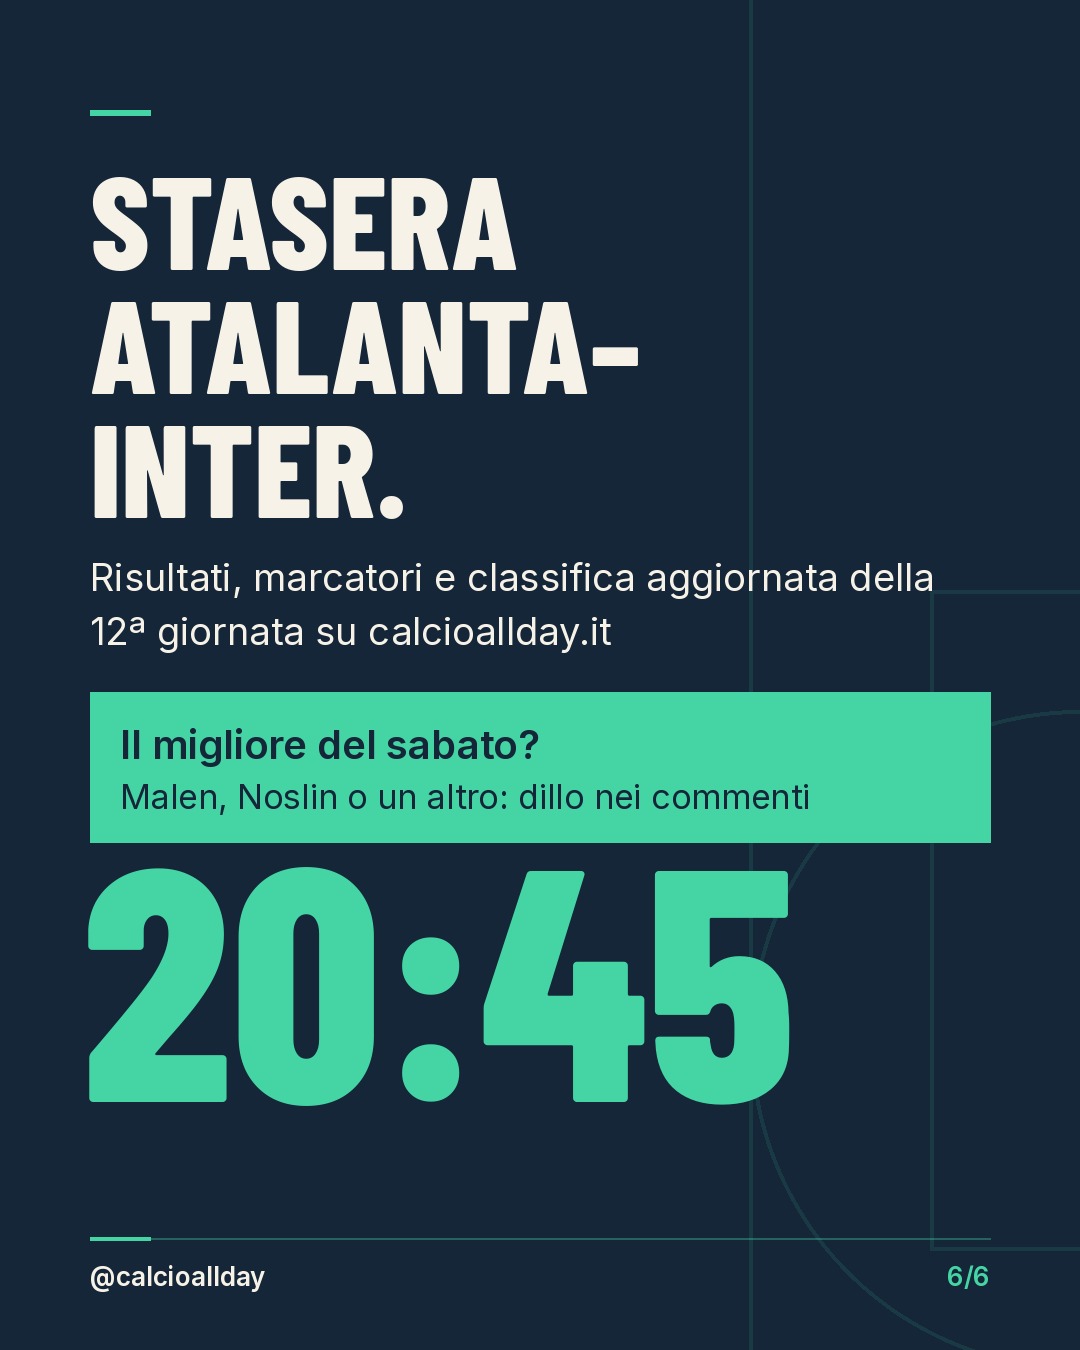 STASERA
ATALANTA–
INTER.
Risultati, marcatori e classifica aggiornata della
12ª giornata su calcioallday.it
Il migliore del sabato?
Malen, Noslin o un altro: dillo nei commenti
20:45
@calcioallday
6/6